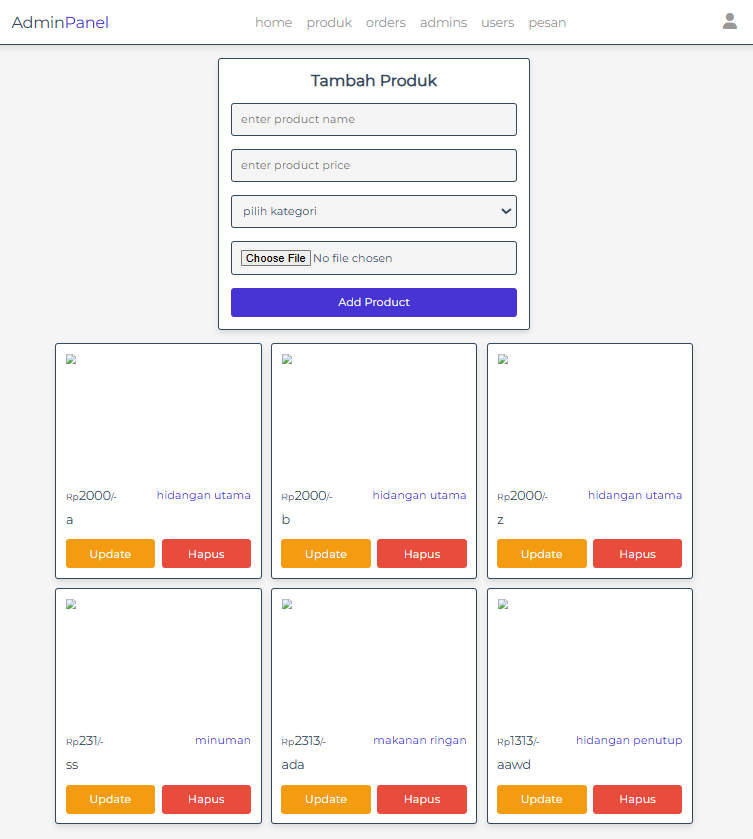 AdminPanel home produk orders admins users pesan
Tambah Produk
enter product name
enter product price
pilih kategori
Choose File No file chosen
Add Product
Rp2000/- hidangan utama
a
Update Hapus
Rp2000/- hidangan utama
b
Update Hapus
Rp2000/- hidangan utama
z
Update Hapus
Rp231/- minuman
ss
Update Hapus
Rp2313/- makanan ringan
ada
Update Hapus
Rp1313/- hidangan penutup
aawd
Update Hapus